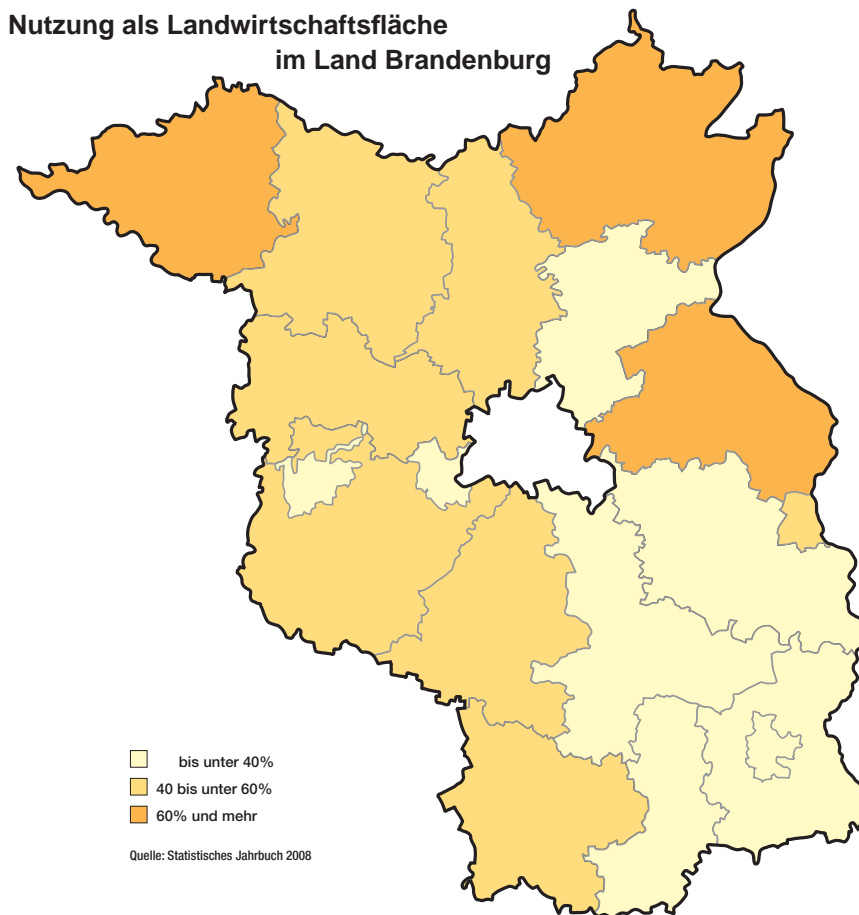 Nutzung als Landwirtschaftsfläche
im Land Brandenburg
bis unter 40%
40 bis unter 60%
60% und mehr
Quelle: Statistisches Jahrbuch 2008